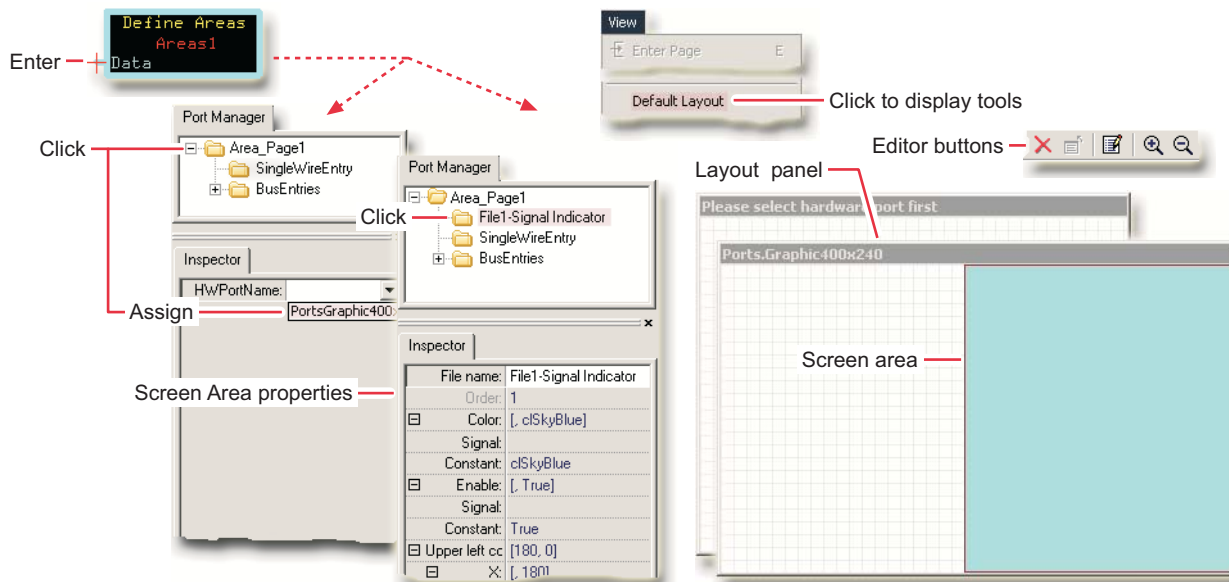 Define Areas
Areas1
Enter
Data
View
Enter Page E
Default Layout
Click to display tools
Port Manager
Click
Area_Page1
SingleWireEntry
BusEntries
Port Manager
Area_Page1
Click
File1-Signal Indicator
SingleWireEntry
BusEntries
Editor buttons
Layout panel
Please select hardware port first
Ports.Graphic400x240
Screen area
Inspector
HWPortName:
Assign
PortsGraphic400
Inspector
Screen Area properties
File name: File1-Signal Indicator
Order: 1
Color: [, clSkyBlue]
Signal:
Constant: clSkyBlue
Enable: [, True]
Signal:
Constant: True
Upper left cc [180, 0]
X: [, 180]